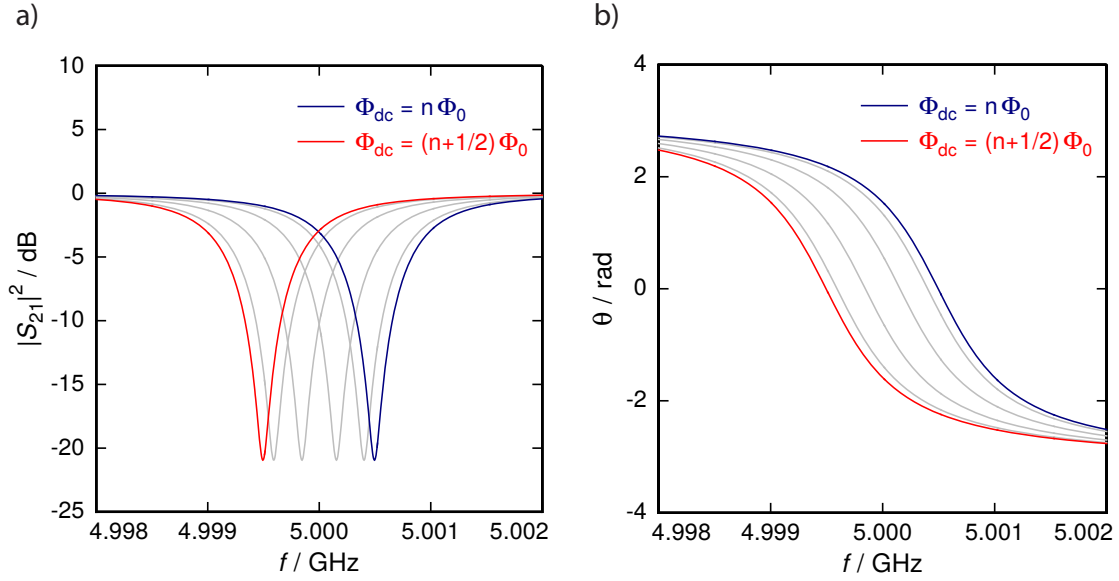 a)
10
5
0
-5
-10
-15
-20
-25
|S₂₁|² / dB
4.998
4.999
5.000
5.001
5.002
f / GHz
Φdc = n Φ₀
Φdc = (n+1/2) Φ₀
b)
4
2
0
-2
-4
θ / rad
4.998
4.999
5.000
5.001
5.002
f / GHz
Φdc = n Φ₀
Φdc = (n+1/2) Φ₀